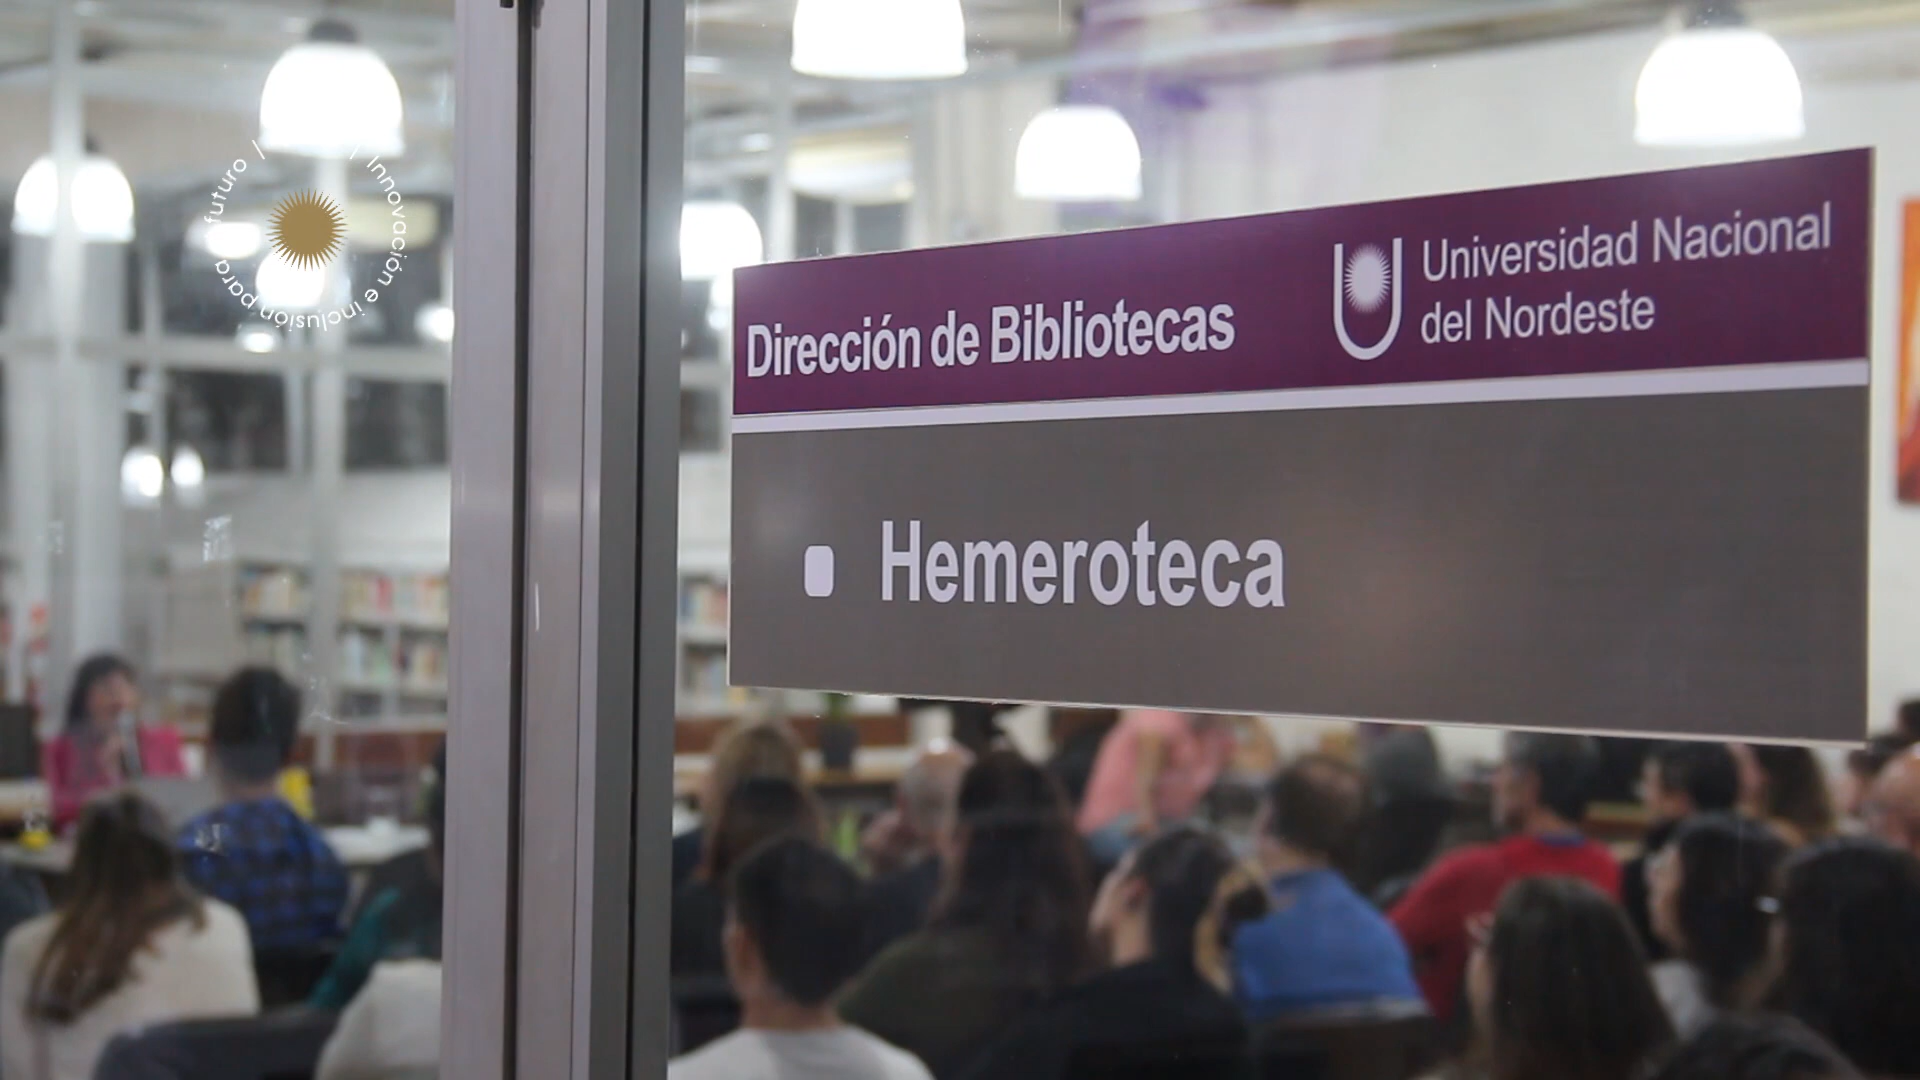 Innovación e inclusión para futuro
Dirección de Bibliotecas
Universidad Nacional
del Nordeste
Hemeroteca